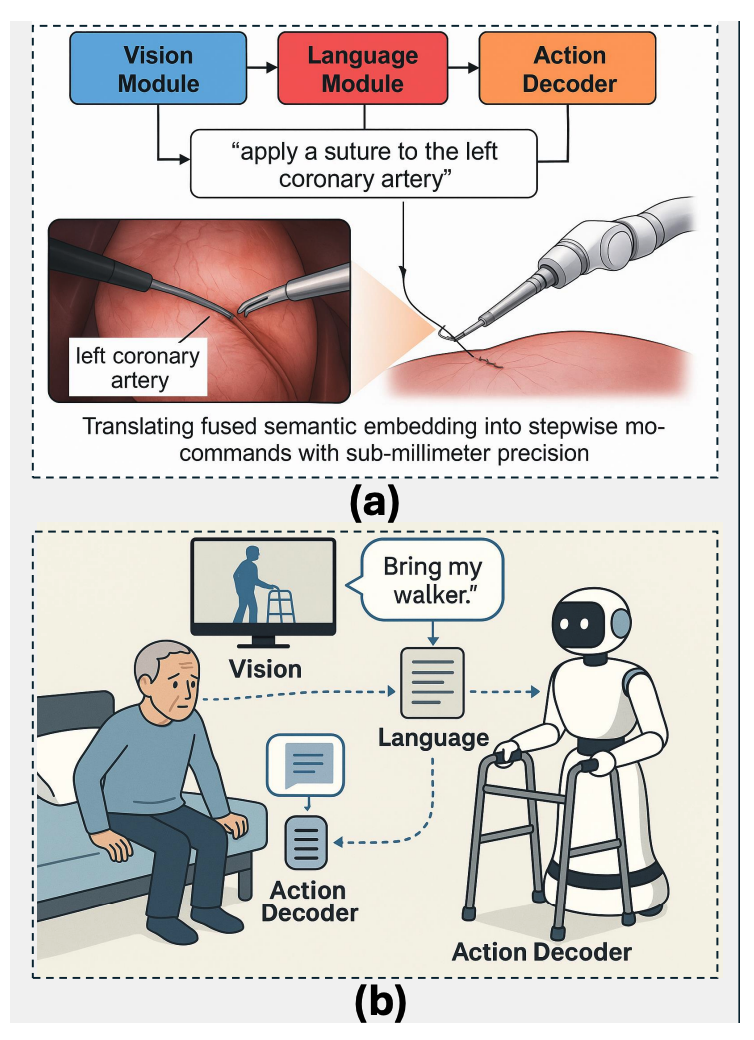 Vision
Module
Language
Module
Action
Decoder
“apply a suture to the left
coronary artery”
left coronary
artery
Translating fused semantic embedding into stepwise mo-
commands with sub-millimeter precision
(a)
Bring my
walker.”
Vision
Language
Action
Decoder
Action Decoder
(b)